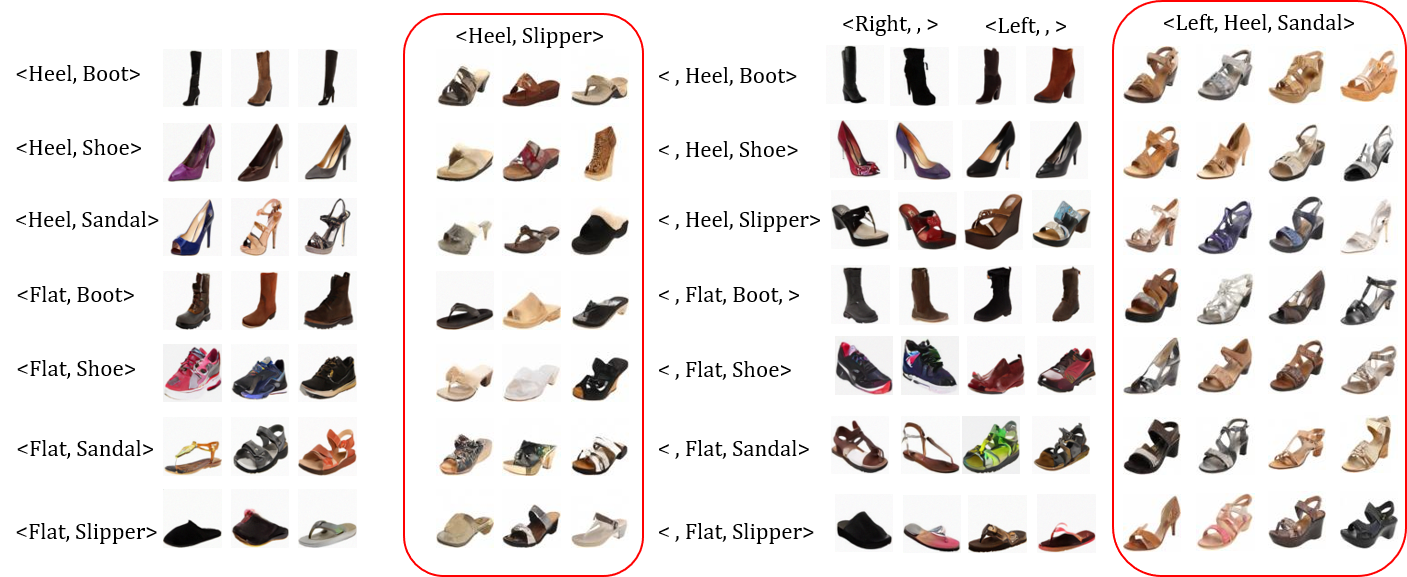 <Heel, Slipper>
<Heel, Boot>
<Heel, Shoe>
<Heel, Sandal>
<Flat, Boot>
<Flat, Shoe>
<Flat, Sandal>
<Flat, Slipper>
<Right, , >
<Left, , >
<Left, Heel, Sandal>
< , Heel, Boot>
< , Heel, Shoe>
< , Heel, Slipper>
< , Flat, Boot, >
< , Flat, Shoe>
< , Flat, Sandal>
< , Flat, Slipper>